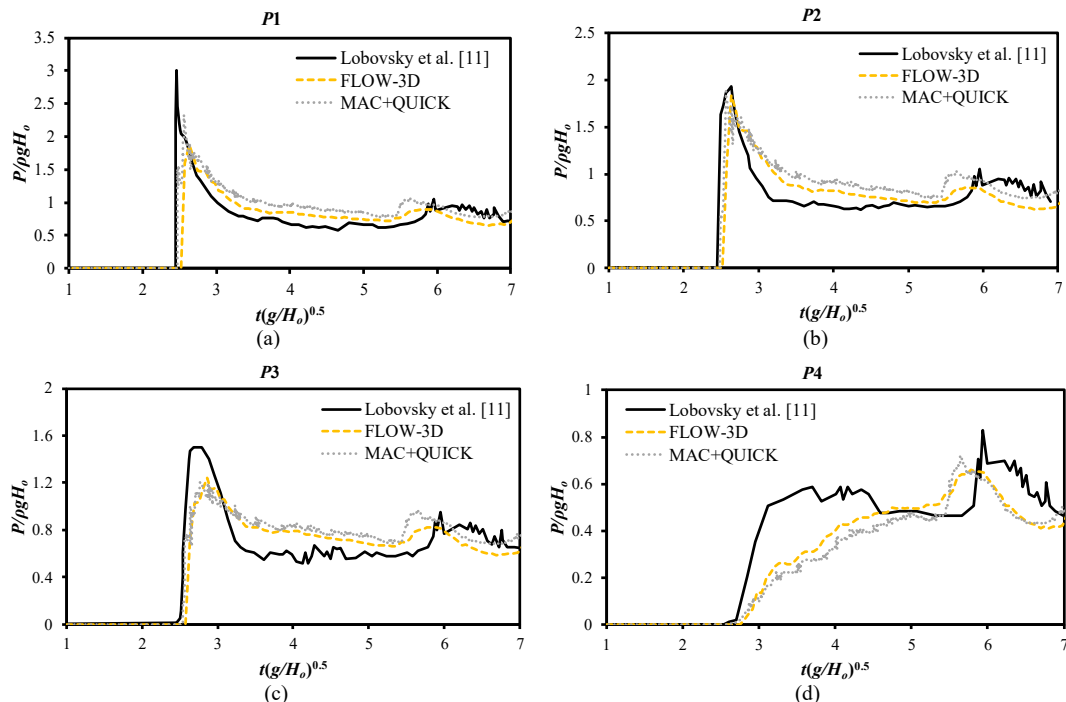 P1
3.5
3
2.5
2
1.5
1
0.5
0
P/ρgHo
Lobovsky et al. [11]
FLOW-3D
MAC+QUICK
1 2 3 4 5 6 7
t(g/Ho)0.5
(a)
P2
2.5
2
1.5
1
0.5
0
P/ρgHo
Lobovsky et al. [11]
FLOW-3D
MAC+QUICK
1 2 3 4 5 6 7
t(g/Ho)0.5
(b)
P3
2
1.6
1.2
0.8
0.4
0
P/ρgHo
Lobovsky et al. [11]
FLOW-3D
MAC+QUICK
1 2 3 4 5 6 7
t(g/Ho)0.5
(c)
P4
1
0.8
0.6
0.4
0.2
0
P/ρgHo
Lobovsky et al. [11]
FLOW-3D
MAC+QUICK
1 2 3 4 5 6 7
t(g/Ho)0.5
(d)